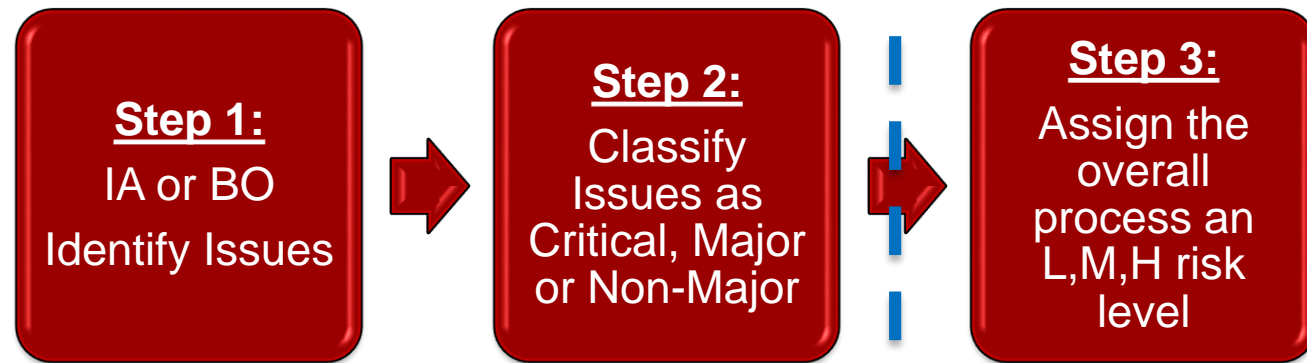 Step 1:
IA or BO
Identify Issues
Step 2:
Classify
Issues as
Critical, Major
or Non-Major
Step 3:
Assign the
overall
process an
L,M,H risk
level